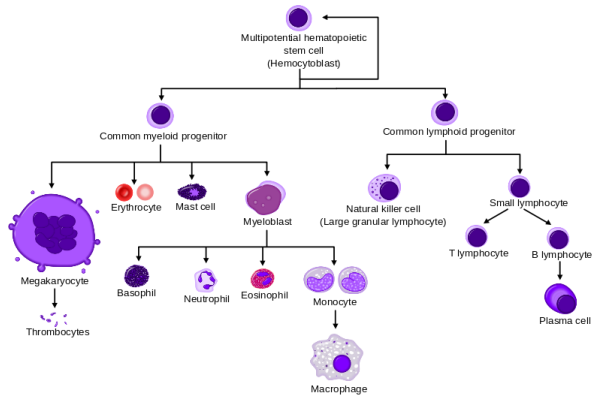 Multipotential hematopoietic
stem cell
(Hemocytoblast)
Common myeloid progenitor
Common lymphoid progenitor
Erythrocyte
Mast cell
Myeloblast
Natural killer cell
(Large granular lymphocyte)
Small lymphocyte
T lymphocyte
B lymphocyte
Megakaryocyte
Basophil
Neutrophil
Eosinophil
Monocyte
Plasma cell
Thrombocytes
Macrophage